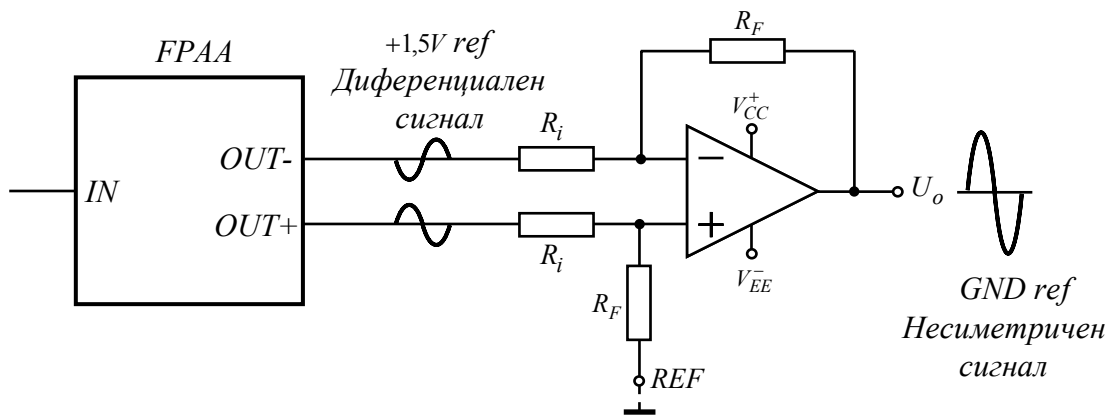 FPAA
+1,5V ref
Диференциален
сигнал
R_F
V_CC^+
R_i
OUT-
IN
OUT+
R_i
V_EE^-
U_o
R_F
REF
GND ref
Несиметричен
сигнал